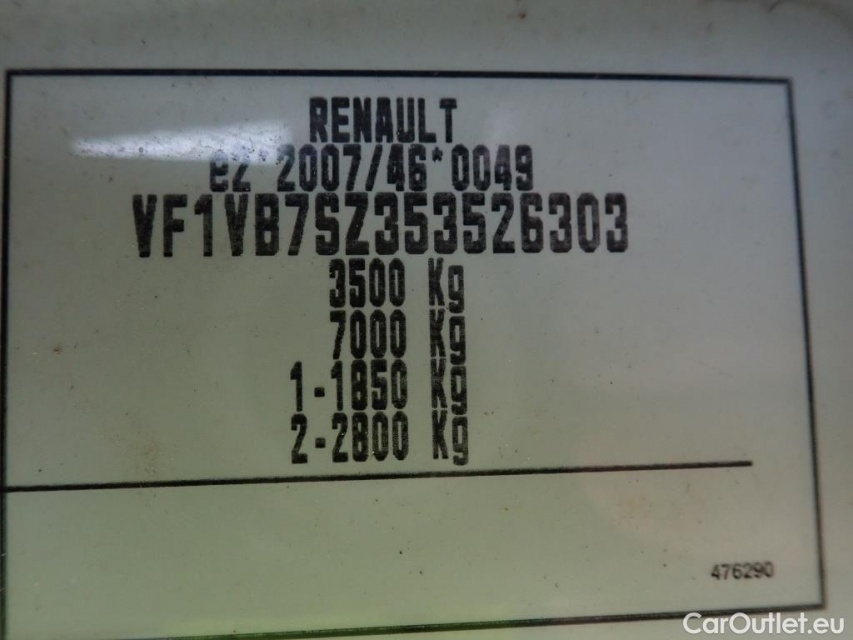 RENAULT
e2 2007/46*0049
VF1VB7SZ353526303
3500 Kg
7000 Kg
1-1850 Kg
2-2800 Kg
476290
CarOutlet.eu